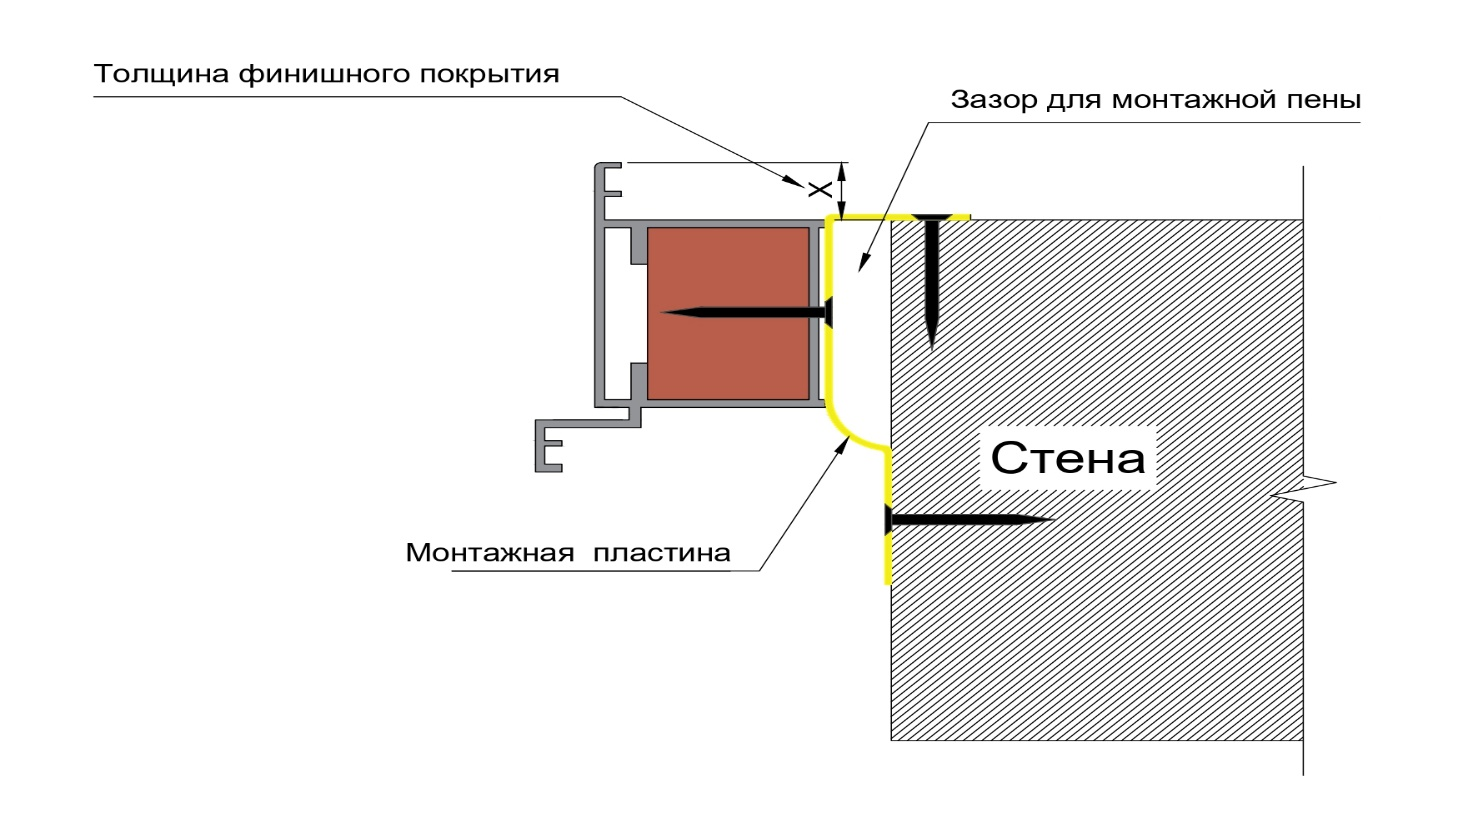 Толщина финишного покрытия
Зазор для монтажной пены
X
Стена
Монтажная пластина